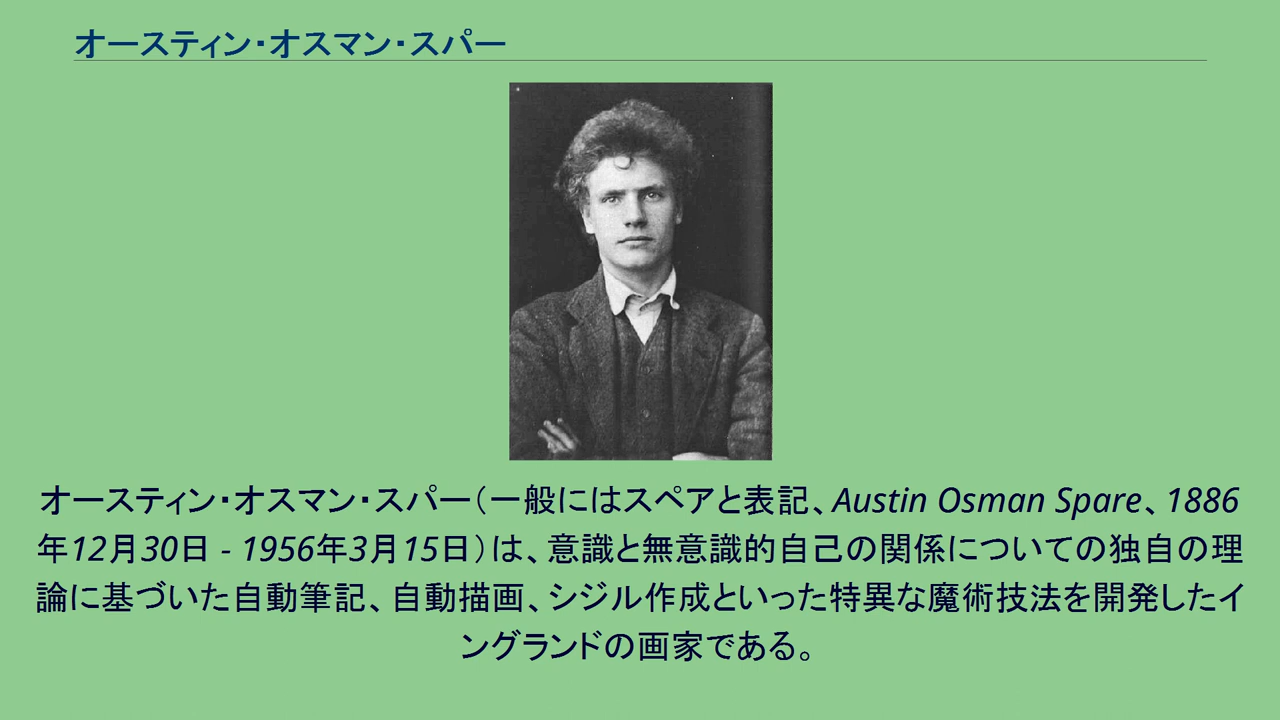 オースティン・オスマン・スパー
オースティン・オスマン・スパー（一般にはスペアと表記、Austin Osman Spare、1886
年12月30日 - 1956年3月15日）は、意識と無意識的自己の関係についての独自の理
論に基づいた自動筆記、自動描画、シジル作成といった特異な魔術技法を開発したイ
ングランドの画家である。